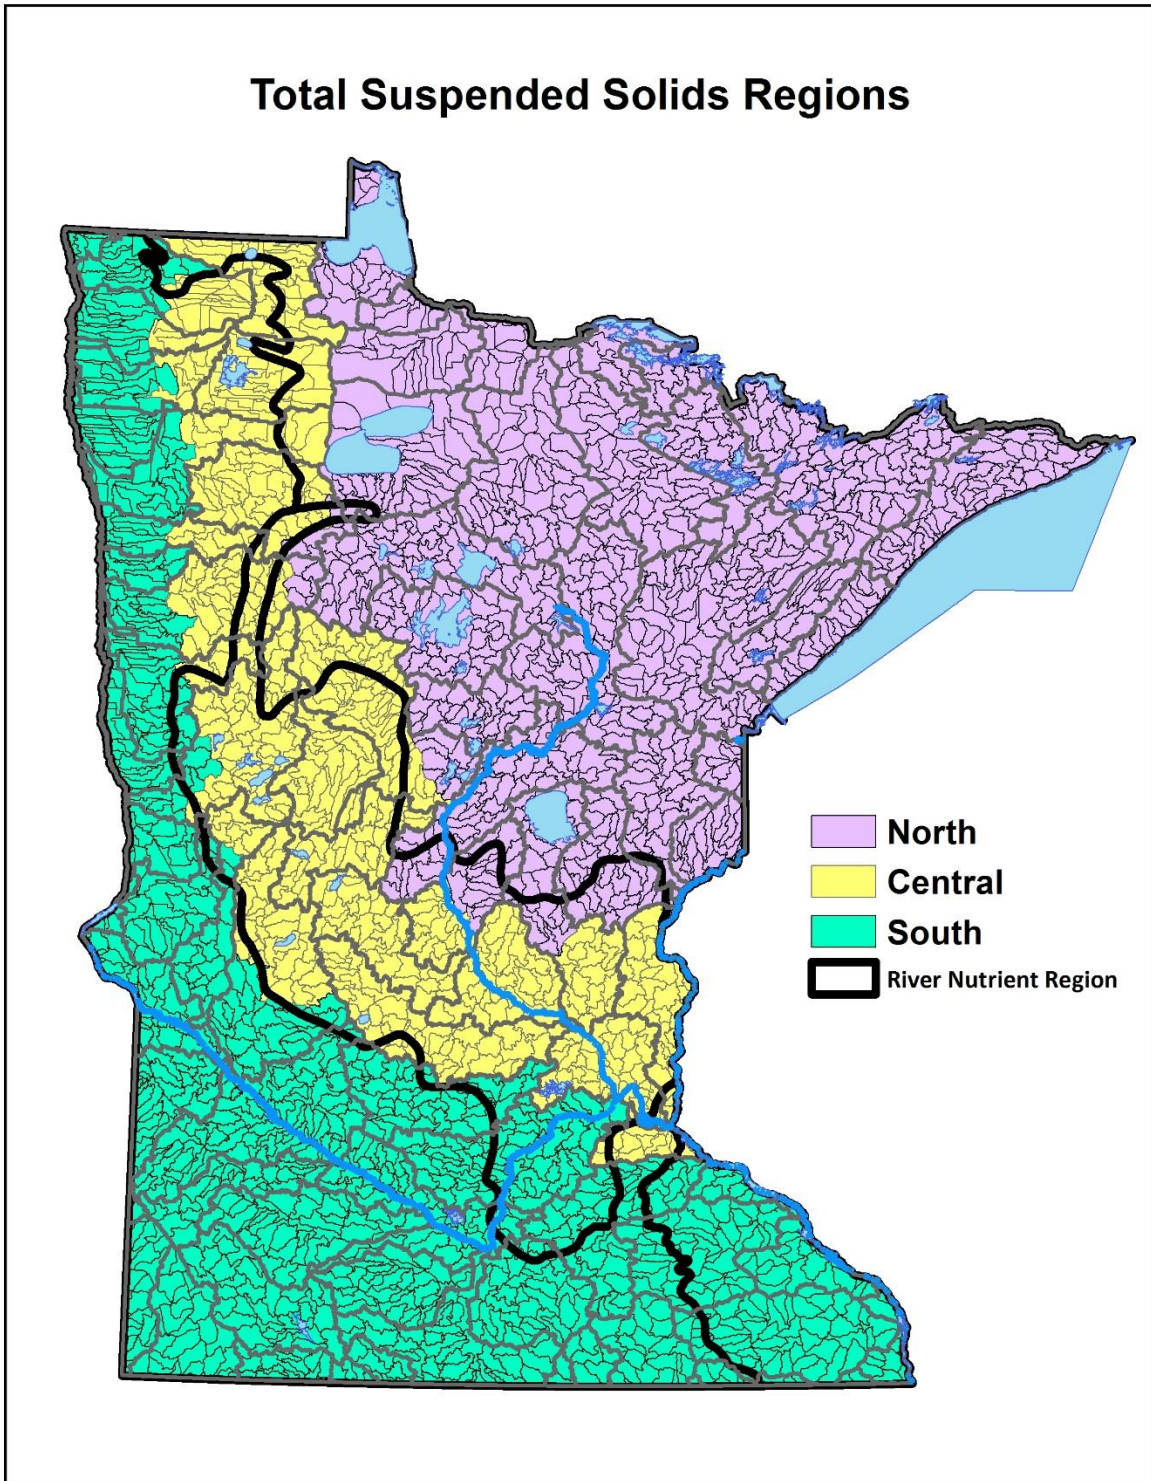 Total Suspended Solids Regions
North
Central
South
River Nutrient Region